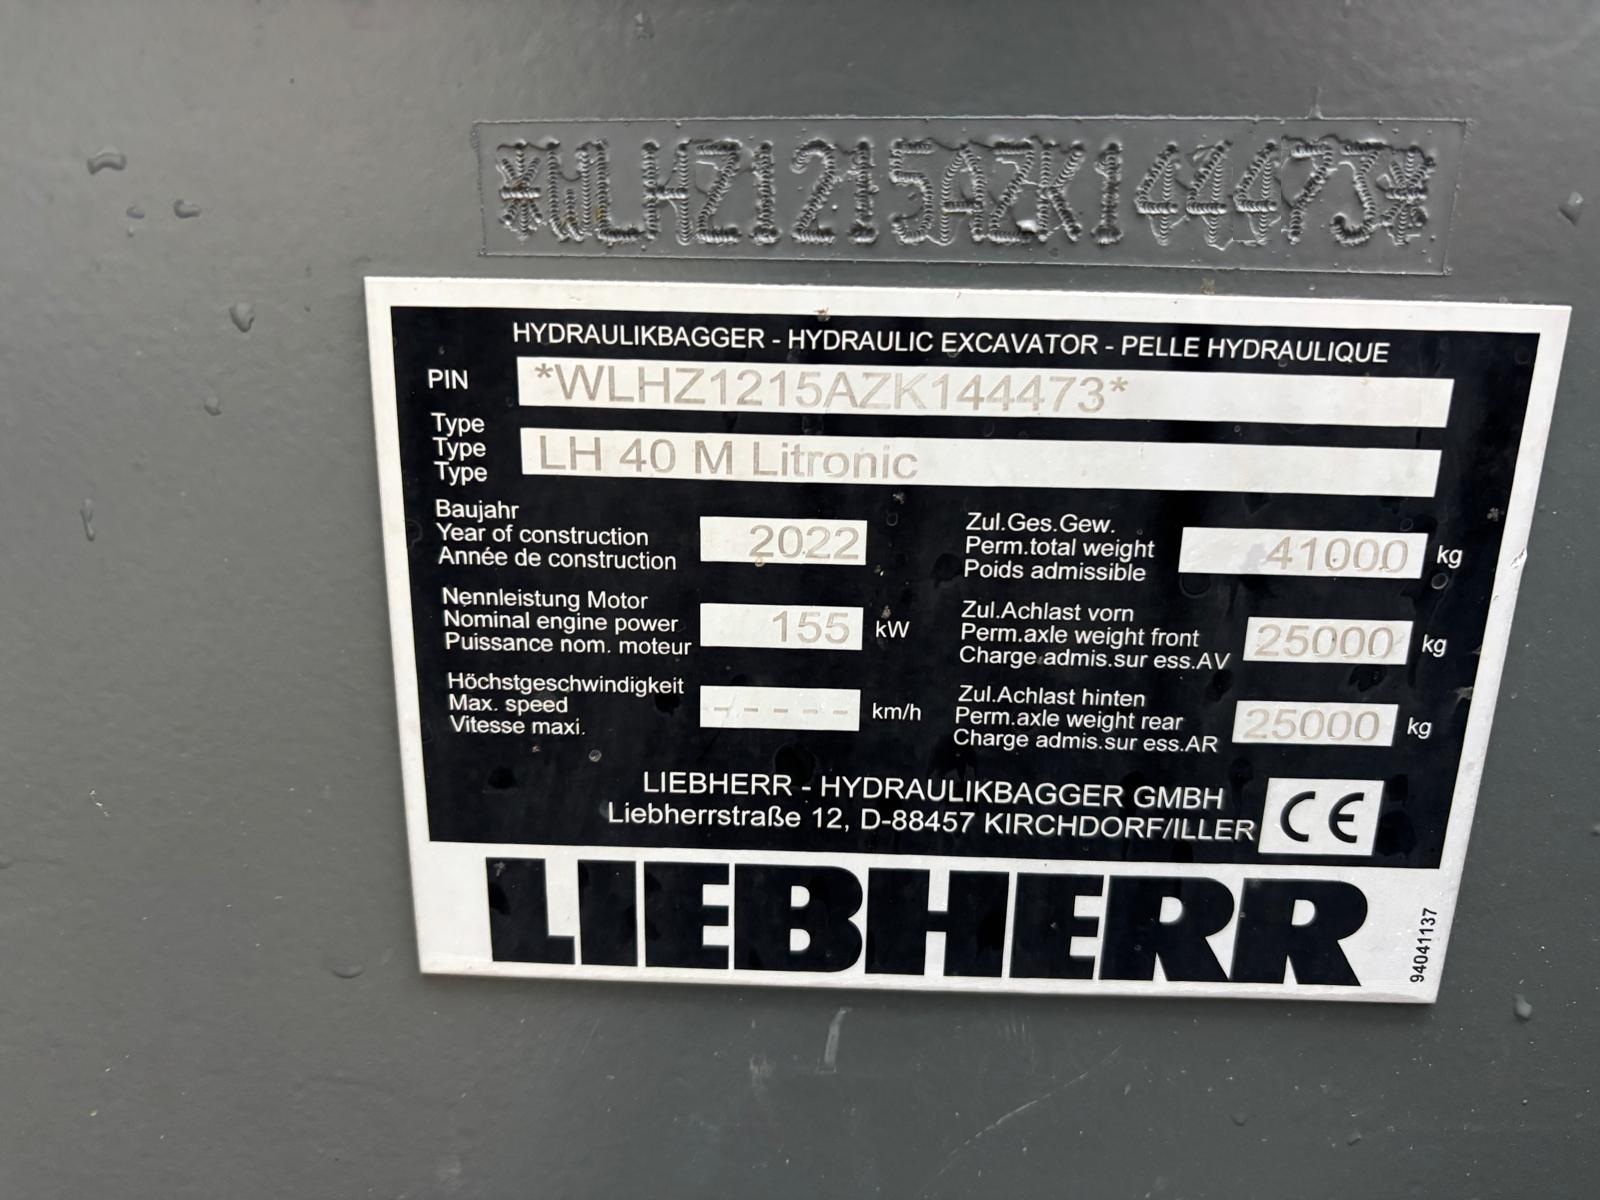 *WLHZ1215AZK144473*
HYDRAULIKBAGGER - HYDRAULIC EXCAVATOR - PELLE HYDRAULIQUE
PIN *WLHZ1215AZK144473*
Type
Type LH 40 M Litronic
Type
Baujahr
Year of construction 2022
Année de construction
Zul.Ges.Gew.
Perm.total weight 41000 kg
Poids admissible
Nennleistung Motor
Nominal engine power 155 kW
Puissance nom. moteur
Zul.Achlast vorn
Perm.axle weight front 25000 kg
Charge admis.sur ess.AV
Höchstgeschwindigkeit
Max. speed - - - - - km/h
Vitesse maxi.
Zul.Achlast hinten
Perm.axle weight rear 25000 kg
Charge admis.sur ess.AR
LIEBHERR - HYDRAULIKBAGGER GMBH
Liebherrstraße 12, D-88457 KIRCHDORF/ILLER
CE
LIEBHERR
94041137